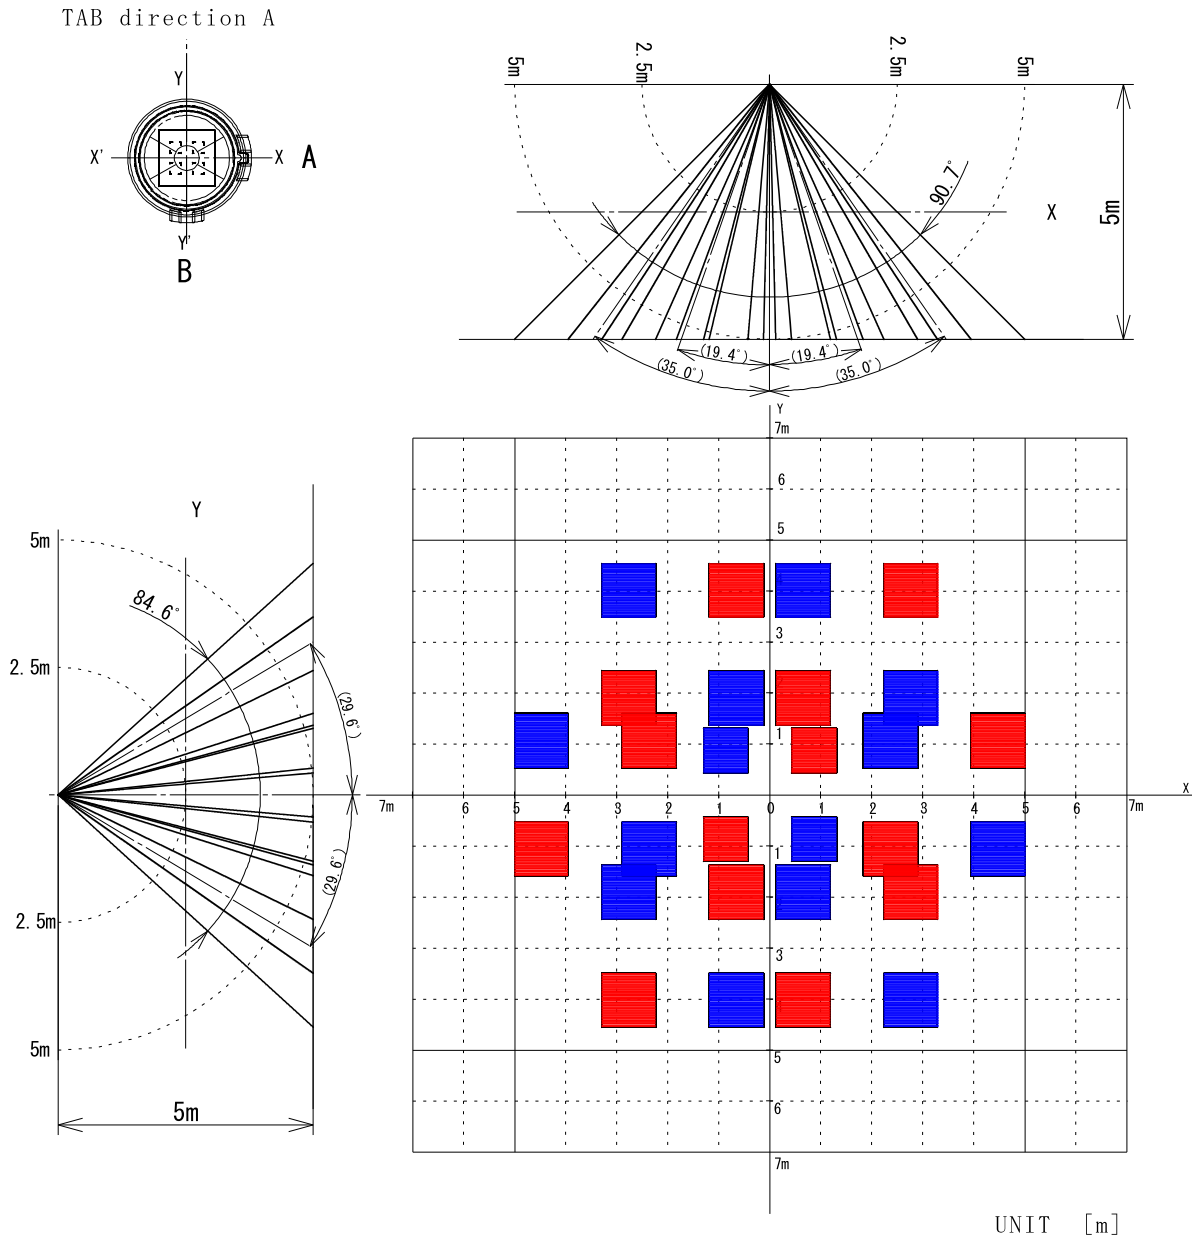 TAB direction A
Y
X' X A
Y'
B
5m 2.5m 2.5m 5m
90.7°
X
5m
(19.4°) (19.4°)
(35.0°) (35.0°)
Y
5m
84.6°
2.5m
(29.6°)
(29.6°)
2.5m
5m
5m
Y
7m
6
5
3
1
7m 6 5 4 3 2 1 0 1 2 3 4 5 6 7m X
1
3
5
6
7m
UNIT [m]